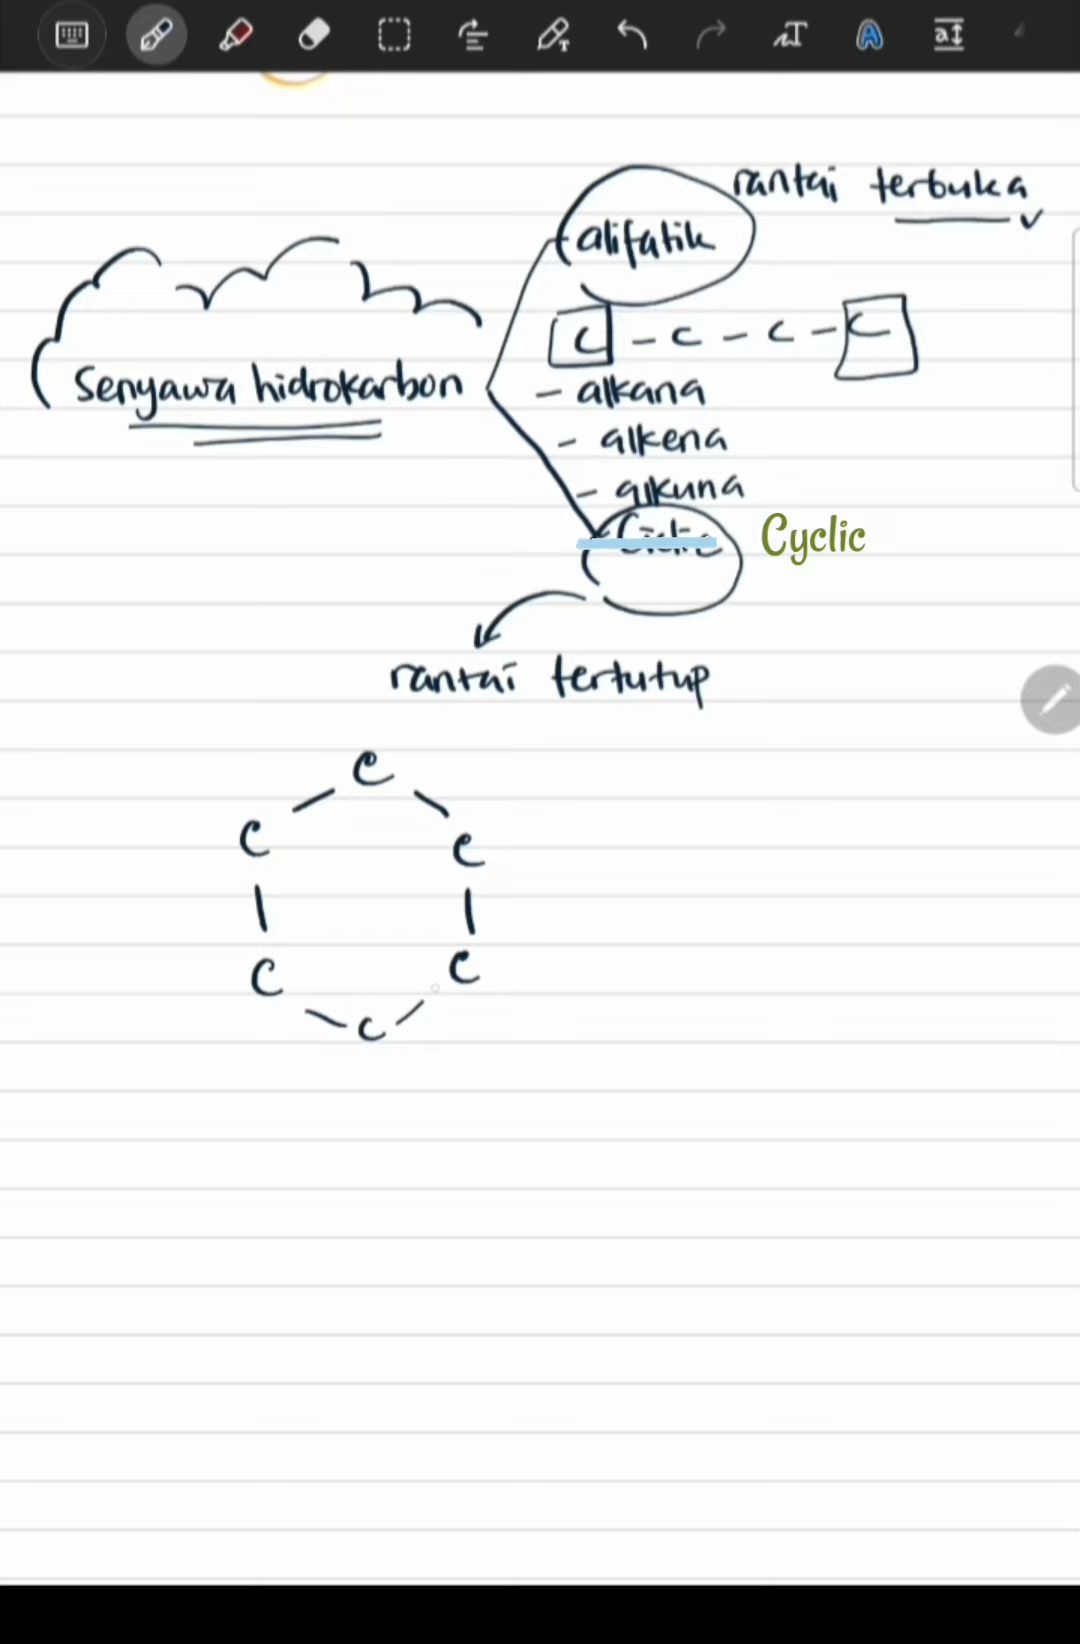 rantai terbuka
alifatik
C - C - C - C
Senyawa hidrokarbon
- alkana
- alkena
- alkuna
Cyclic
rantai tertutup
C
C C
C C
C